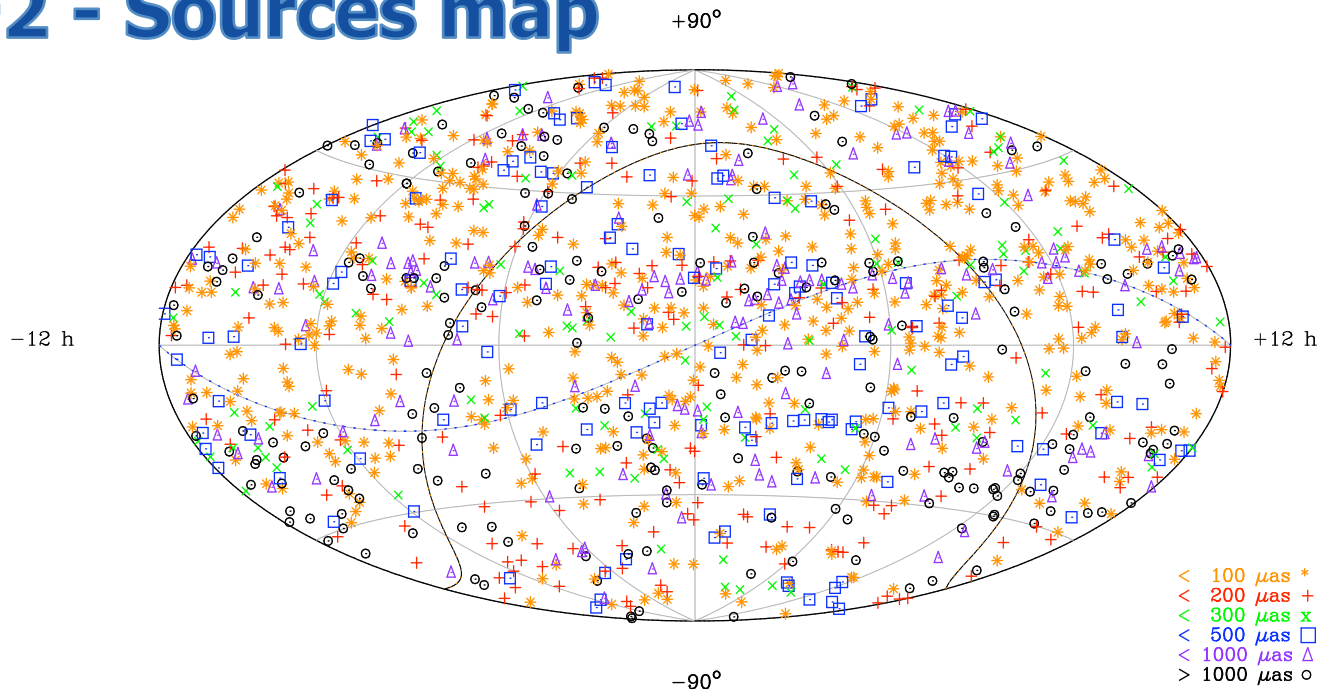 2 - Sources map
+90°
−12 h
+12 h
< 100 μas *
< 200 μas +
< 300 μas x
< 500 μas □
< 1000 μas △
> 1000 μas o
−90°